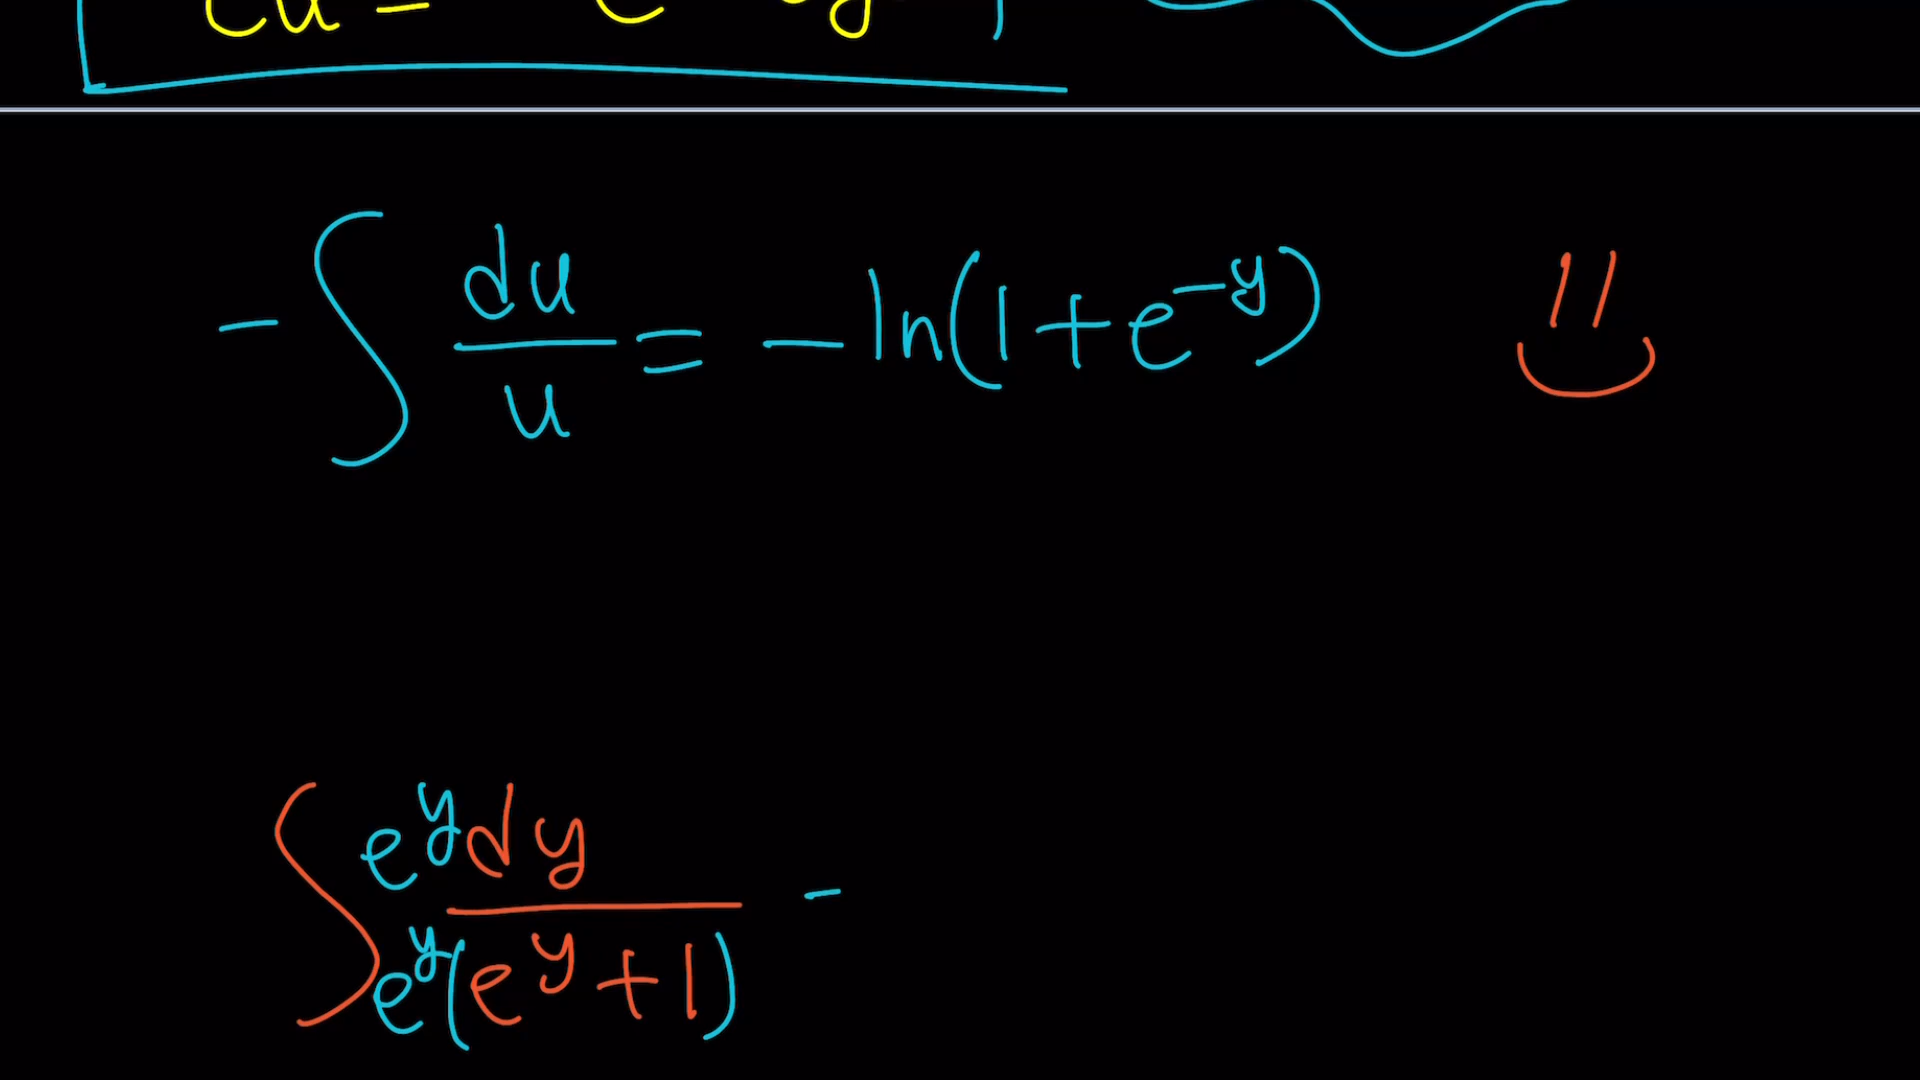 -∫ du/u = -ln(1+e^-y)
∫ e^y dy / e^y(e^y+1) -